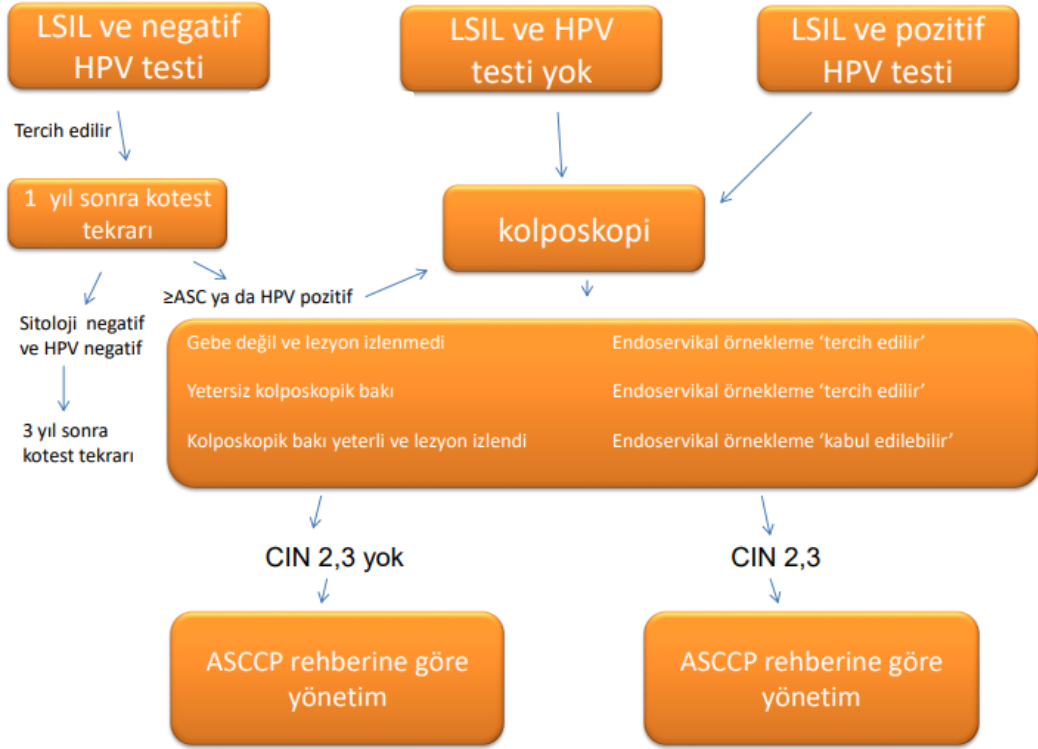 LSIL ve negatif
HPV testi
LSIL ve HPV
testi yok
LSIL ve pozitif
HPV testi
Tercih edilir
1 yıl sonra kotest
tekrarı
kolposkopi
≥ASC ya da HPV pozitif
Sitoloji negatif
ve HPV negatif
3 yıl sonra
kotest tekrarı
Gebe değil ve lezyon izlenmedi Endoservikal örnekleme ‘tercih edilir’
Yetersiz kolposkopik bakı Endoservikal örnekleme ‘tercih edilir’
Kolposkopik bakı yeterli ve lezyon izlendi Endoservikal örnekleme ‘kabul edilebilir’
CIN 2,3 yok
CIN 2,3
ASCCP rehberine göre
yönetim
ASCCP rehberine göre
yönetim